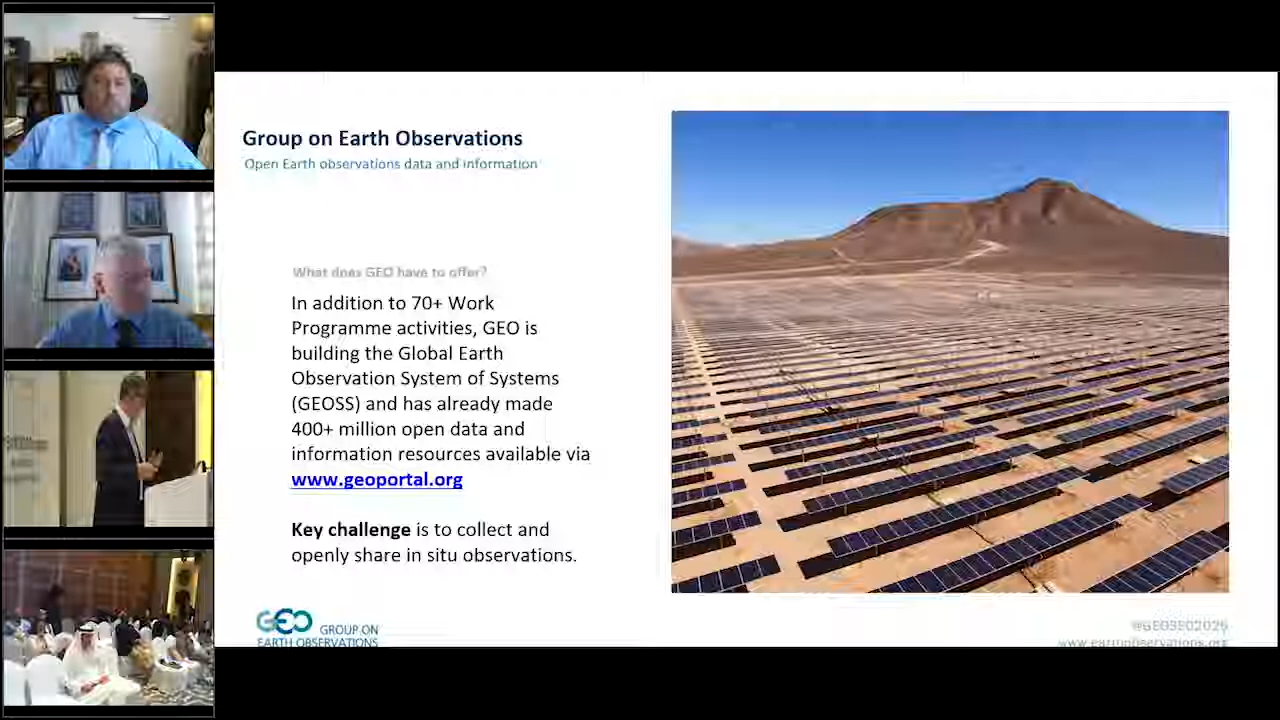 Group on Earth Observations
Open Earth observations data and information
What does GEO have to offer?
In addition to 70+ Work
Programme activities, GEO is
building the Global Earth
Observation System of Systems
(GEOSS) and has already made
400+ million open data and
information resources available via
www.geoportal.org
Key challenge is to collect and
openly share in situ observations.
GEO GROUP ON
EARTH OBSERVATIONS
www.earthobservations.org